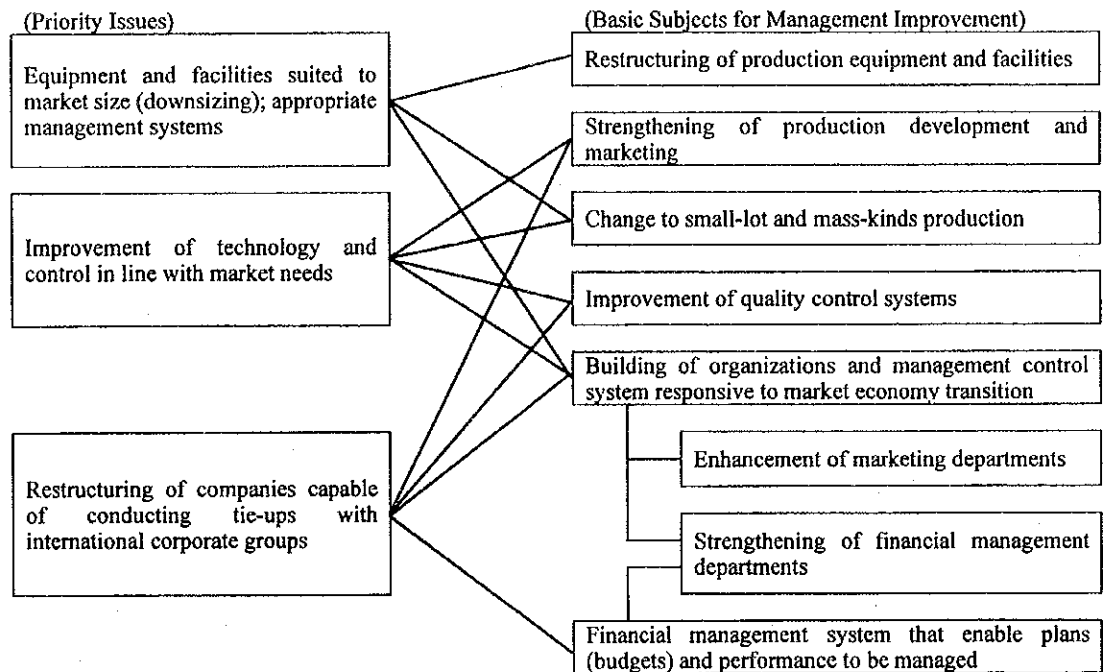 (Priority Issues)
Equipment and facilities suited to
market size (downsizing); appropriate
management systems
Improvement of technology and
control in line with market needs
Restructuring of companies capable
of conducting tie-ups with
international corporate groups
(Basic Subjects for Management Improvement)
Restructuring of production equipment and facilities
Strengthening of production development and
marketing
Change to small-lot and mass-kinds production
Improvement of quality control systems
Building of organizations and management control
system responsive to market economy transition
Enhancement of marketing departments
Strengthening of financial management
departments
Financial management system that enable plans
(budgets) and performance to be managed